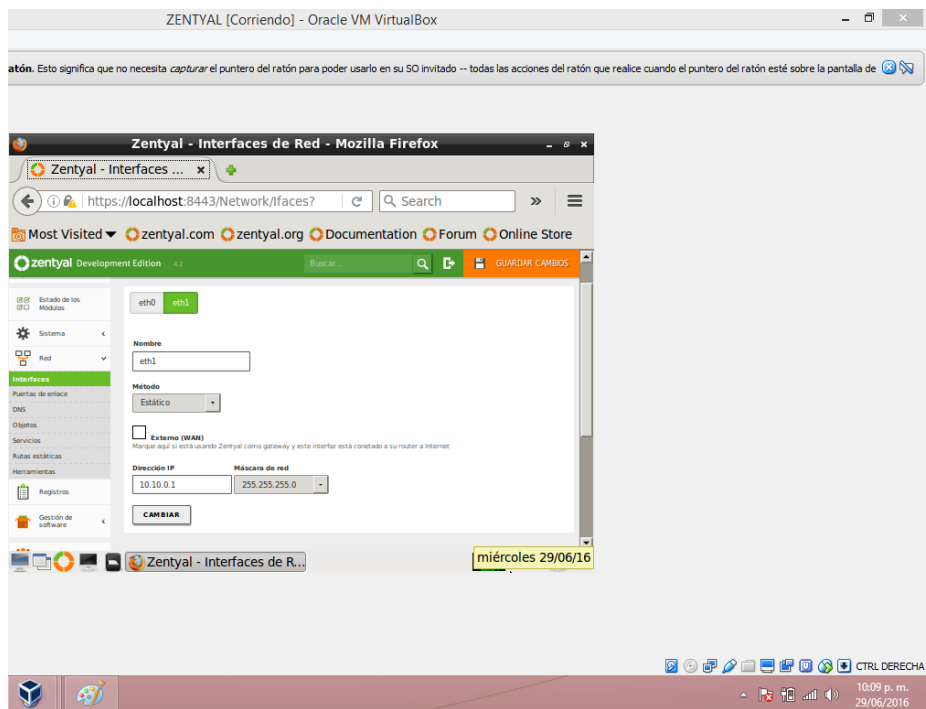 ZENTYAL [Corriendo] - Oracle VM VirtualBox
atón. Esto significa que no necesita capturar el puntero del ratón para poder usarlo en su SO invitado -- todas las acciones del ratón que realice cuando el puntero del ratón esté sobre la pantalla de
Zentyal - Interfaces de Red - Mozilla Firefox
Zentyal - Interfaces ...
https://localhost:8443/Network/Ifaces?
Search
Most Visited
zentyal.com
zentyal.org
Documentation
Forum
Online Store
zentyal Development Edition 4.2
Buscar...
GUARDAR CAMBIOS
Estado de los
Módulos
Sistema
Red
Interfaces
Puertas de enlace
DNS
Objetos
Servicios
Rutas estáticas
Herramientas
Registros
Gestión de
software
eth0
eth1
Nombre
eth1
Método
Estático
Externo (WAN)
Marque aquí si está usando Zentyal como gateway y este interfaz está conetado a su router a Internet
Dirección IP
Máscara de red
10.10.0.1
255.255.255.0
CAMBIAR
Zentyal - Interfaces de R...
miércoles 29/06/16
CTRL DERECHA
10:09 p. m.
29/06/2016